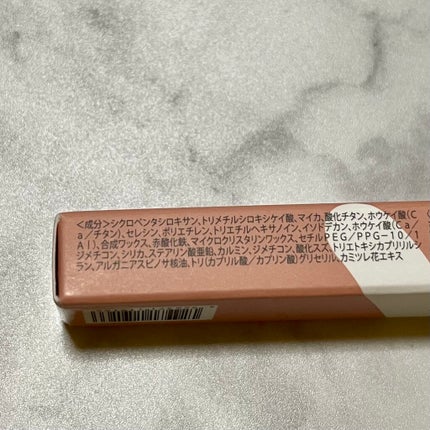 <成分>シクロペンタシロキサン、トリメチルシロキシケイ酸、マイカ、酸化チタン、ホウケイ酸(C
a/チタン)、セレシン、ポリエチレン、トリエチルヘキサノイン、イソドデカン、ホウケイ酸(Ca/
Al)、合成ワックス、赤酸化鉄、マイクロクリスタリンワックス、セチルPEG/PPG-10/1
ジメチコン、シリカ、ステアリン酸亜鉛、カルミン、ジメチコン、酸化スズ、トリエトキシカプリリルシ
ラン、アルガニアスピノサ核油、トリ(カプリル酸/カプリン酸)グリセリル、カミツレ花エキス